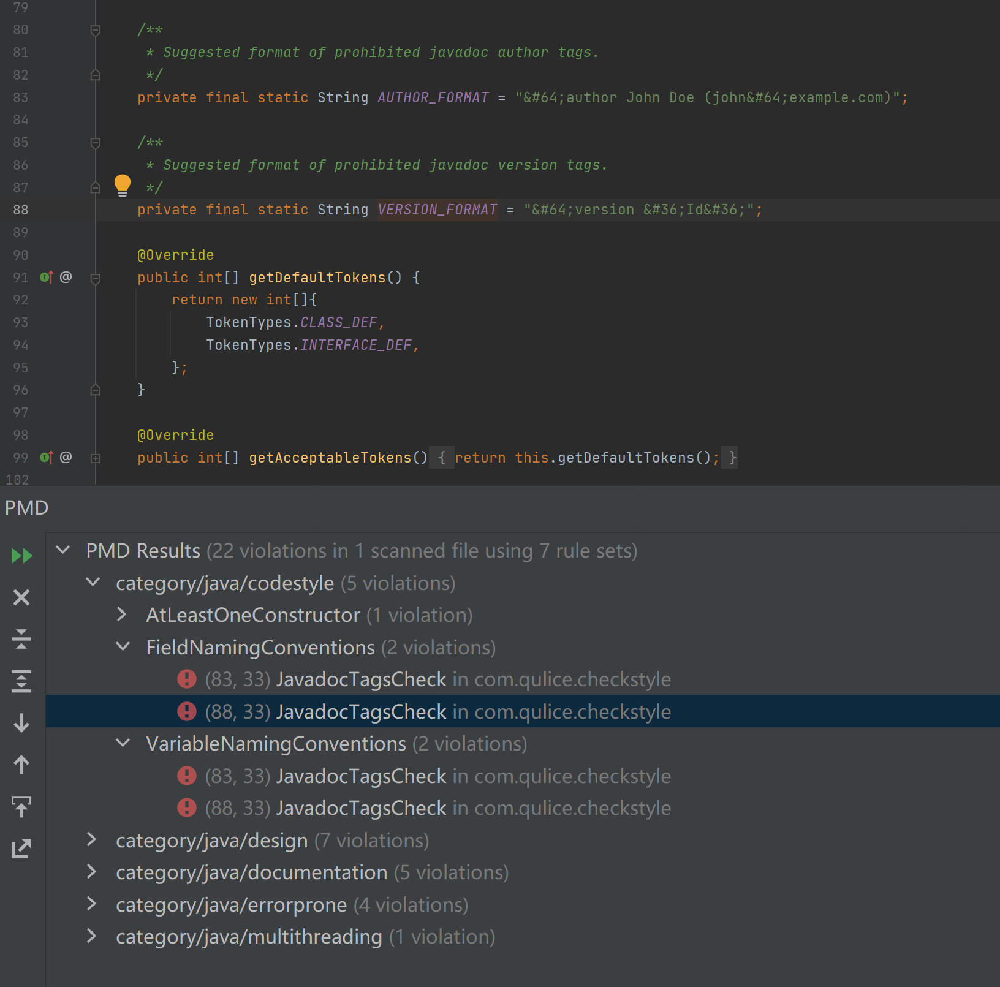 79
80 /**
81 * Suggested format of prohibited javadoc author tags.
82 */
83 private final static String AUTHOR_FORMAT = "&#64;author John Doe (john&#64;example.com)";
84
85 /**
86 * Suggested format of prohibited javadoc version tags.
87 */
88 private final static String VERSION_FORMAT = "&#64;version &#36;Id&#36;";
89
90 @Override
91 @ public int[] getDefaultTokens() {
92 return new int[]{
93 TokenTypes.CLASS_DEF,
94 TokenTypes.INTERFACE_DEF,
95 };
96 }
97
98 @Override
99 @ public int[] getAcceptableTokens() { return this.getDefaultTokens(); }
102
PMD
PMD Results (22 violations in 1 scanned file using 7 rule sets)
category/java/codestyle (5 violations)
AtLeastOneConstructor (1 violation)
FieldNamingConventions (2 violations)
(83, 33) JavadocTagsCheck in com.qulice.checkstyle
(88, 33) JavadocTagsCheck in com.qulice.checkstyle
VariableNamingConventions (2 violations)
(83, 33) JavadocTagsCheck in com.qulice.checkstyle
(88, 33) JavadocTagsCheck in com.qulice.checkstyle
category/java/design (7 violations)
category/java/documentation (5 violations)
category/java/errorprone (4 violations)
category/java/multithreading (1 violation)